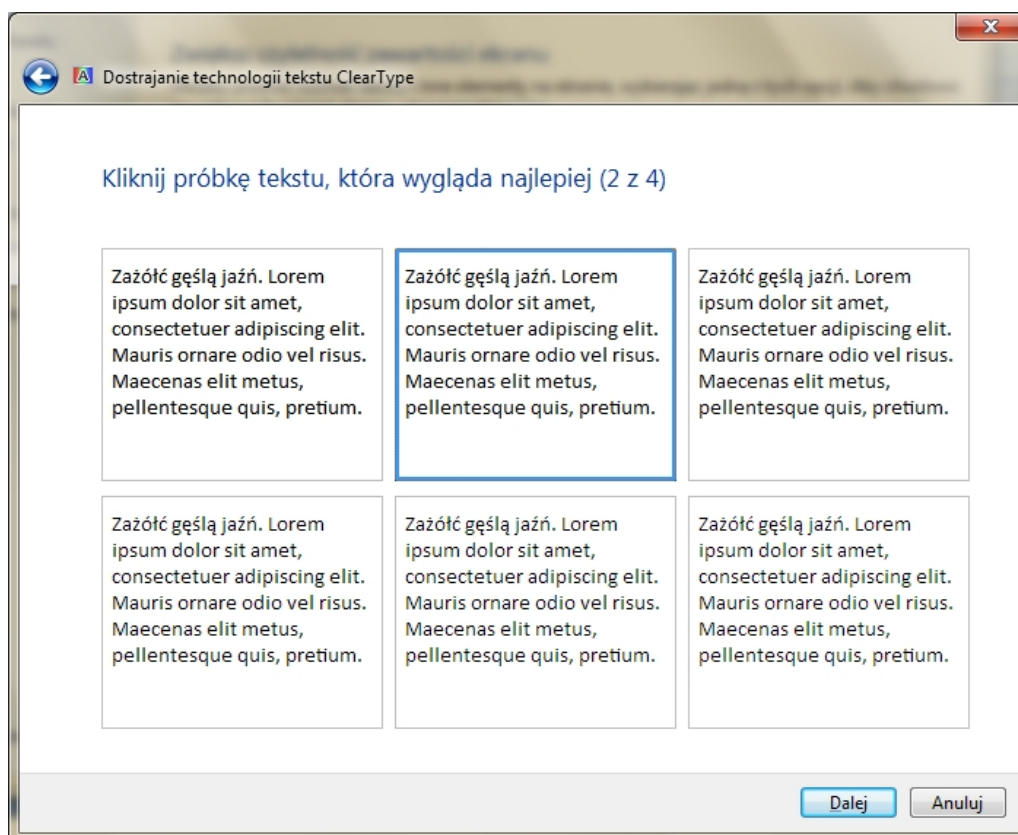 Zwiększ czytelność zawartości ekranu
Dostrajanie technologii tekstu ClearType
Kliknij próbkę tekstu, która wygląda najlepiej (2 z 4)
Zażółć gęślą jaźń. Lorem
ipsum dolor sit amet,
consectetuer adipiscing elit.
Mauris ornare odio vel risus.
Maecenas elit metus,
pellentesque quis, pretium.
Zażółć gęślą jaźń. Lorem
ipsum dolor sit amet,
consectetuer adipiscing elit.
Mauris ornare odio vel risus.
Maecenas elit metus,
pellentesque quis, pretium.
Zażółć gęślą jaźń. Lorem
ipsum dolor sit amet,
consectetuer adipiscing elit.
Mauris ornare odio vel risus.
Maecenas elit metus,
pellentesque quis, pretium.
Zażółć gęślą jaźń. Lorem
ipsum dolor sit amet,
consectetuer adipiscing elit.
Mauris ornare odio vel risus.
Maecenas elit metus,
pellentesque quis, pretium.
Zażółć gęślą jaźń. Lorem
ipsum dolor sit amet,
consectetuer adipiscing elit.
Mauris ornare odio vel risus.
Maecenas elit metus,
pellentesque quis, pretium.
Zażółć gęślą jaźń. Lorem
ipsum dolor sit amet,
consectetuer adipiscing elit.
Mauris ornare odio vel risus.
Maecenas elit metus,
pellentesque quis, pretium.
Dalej Anuluj